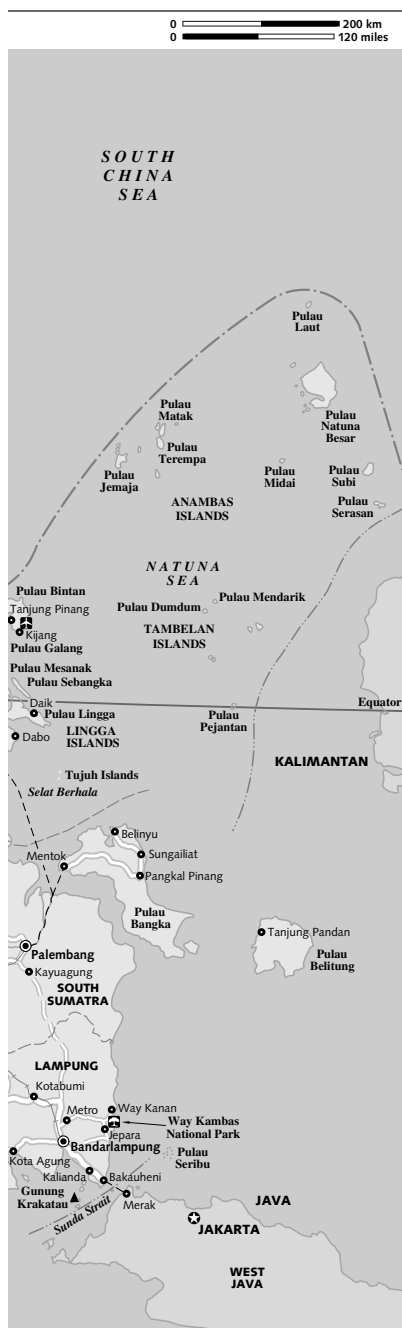 0 200 km
0 120 miles
SOUTH
CHINA
SEA
Pulau
Laut
Pulau
Natuna
Besar
Pulau
Matak
Pulau
Terempa
Pulau
Jemaja
Pulau
Midai
Pulau
Subi
Pulau
Serasan
ANAMBAS
ISLANDS
NATUNA
SEA
Pulau Bintan
Pulau Mendarik
Tanjung Pinang
Pulau Dumdum
Kijang
TAMBELAN
ISLANDS
Pulau Galang
Pulau Mesanak
Pulau Sebangka
Daik
Equator
Pulau Lingga
Pulau
Pejantan
LINGGA
ISLANDS
Dabo
KALIMANTAN
Tujuh Islands
Selat Berhala
Belinyu
Mentok
Sungailiat
Pangkal Pinang
Pulau
Bangka
Tanjung Pandan
Pulau
Belitung
Palembang
Kayuagung
SOUTH
SUMATRA
LAMPUNG
Kotabumi
Metro
Way Kanan
Way Kambas
National Park
Jepara
Bandarlampung
Pulau
Seribu
Kota Agung
Kalianda
Bakauheni
Gunung
Krakatau
Sunda Strait
Merak
JAVA
JAKARTA
WEST
JAVA